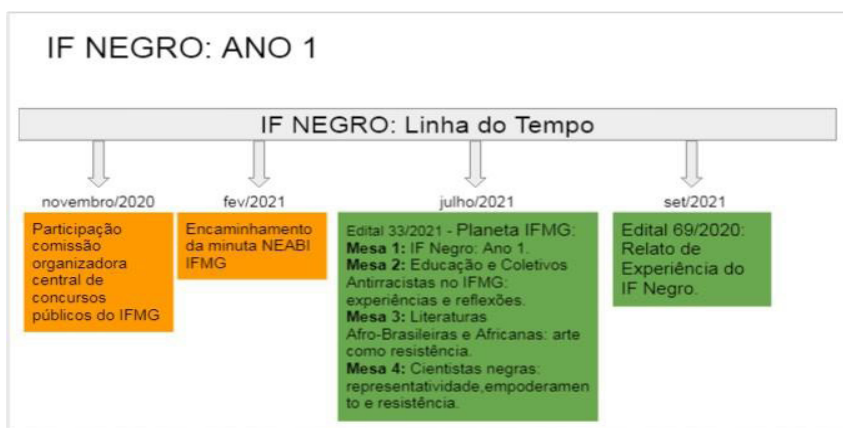 IF NEGRO: ANO 1
IF NEGRO: Linha do Tempo
novembro/2020
Participação
comissão
organizadora
central de
concursos
públicos do IFMG
fev/2021
Encaminhamento
da minuta NEABI
IFMG
julho/2021
Edital 33/2021 - Planeta IFMG:
Mesa 1: IF Negro: Ano 1.
Mesa 2: Educação e Coletivos
Antirracistas no IFMG:
experiências e reflexões.
Mesa 3: Literaturas
Afro-Brasileiras e Africanas: arte
como resistência.
Mesa 4: Cientistas negras:
representatividade,empoderamen
to e resistência.
set/2021
Edital 69/2020:
Relato de
Experiência do
IF Negro.